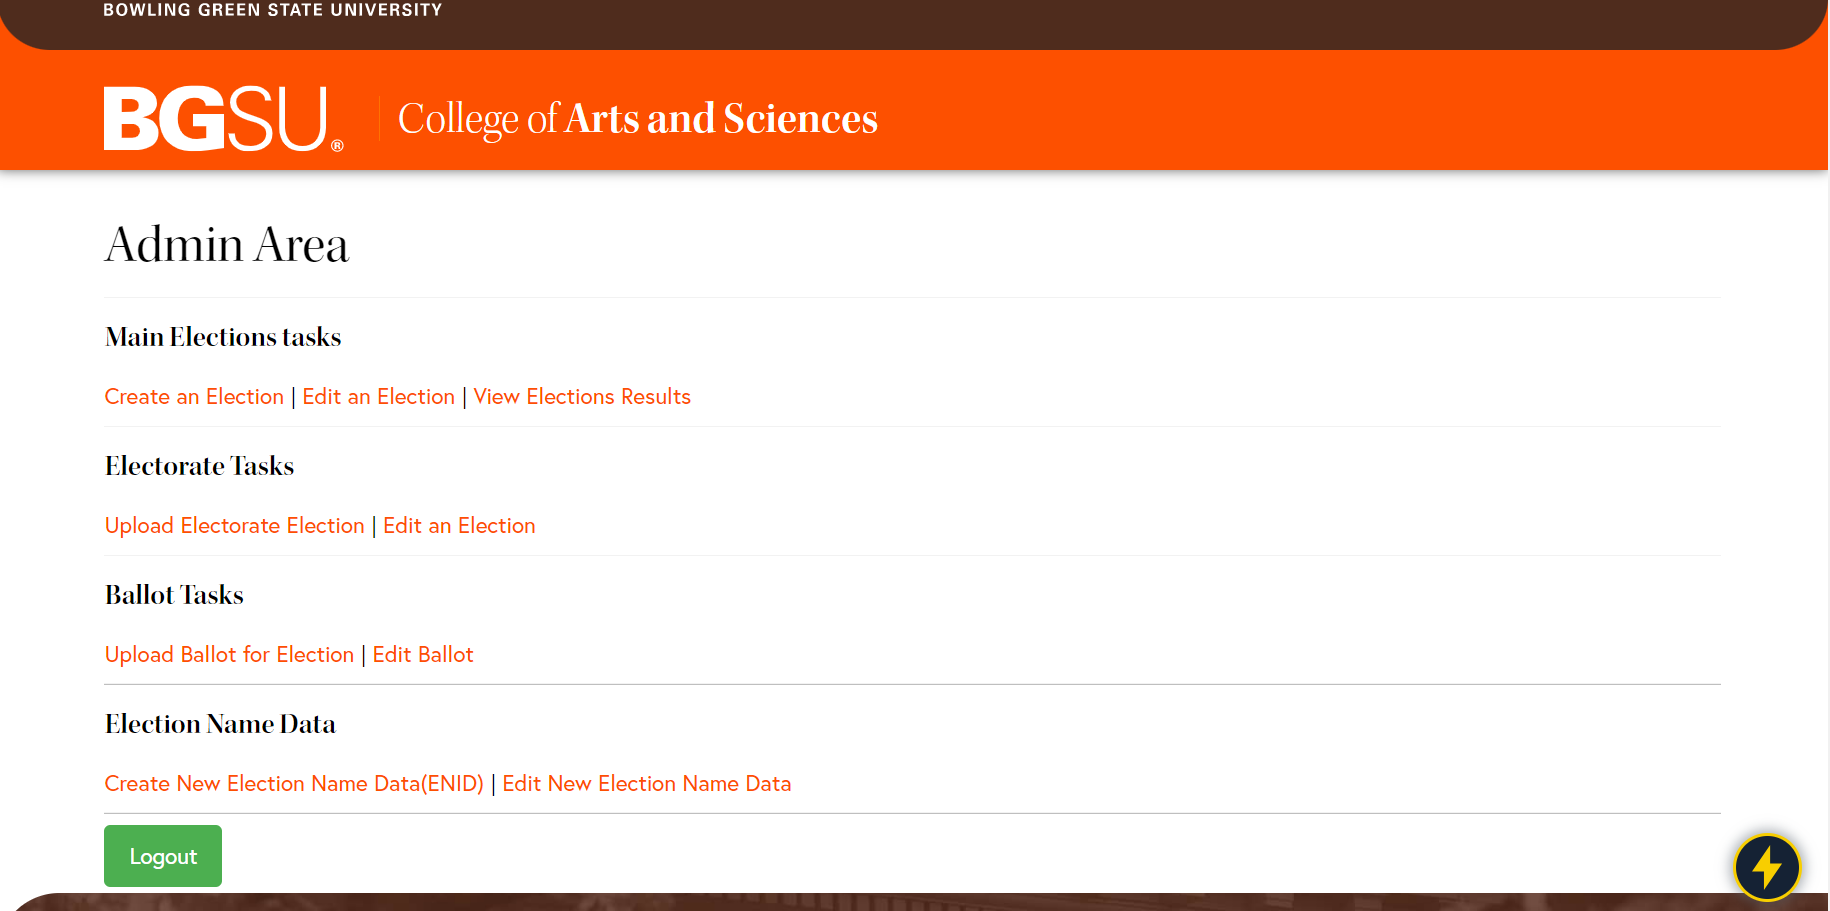 BOWLING GREEN STATE UNIVERSITY
BGSU® College of Arts and Sciences
Admin Area
Main Elections tasks
Create an Election | Edit an Election | View Elections Results
Electorate Tasks
Upload Electorate Election | Edit an Election
Ballot Tasks
Upload Ballot for Election | Edit Ballot
Election Name Data
Create New Election Name Data(ENID) | Edit New Election Name Data
Logout